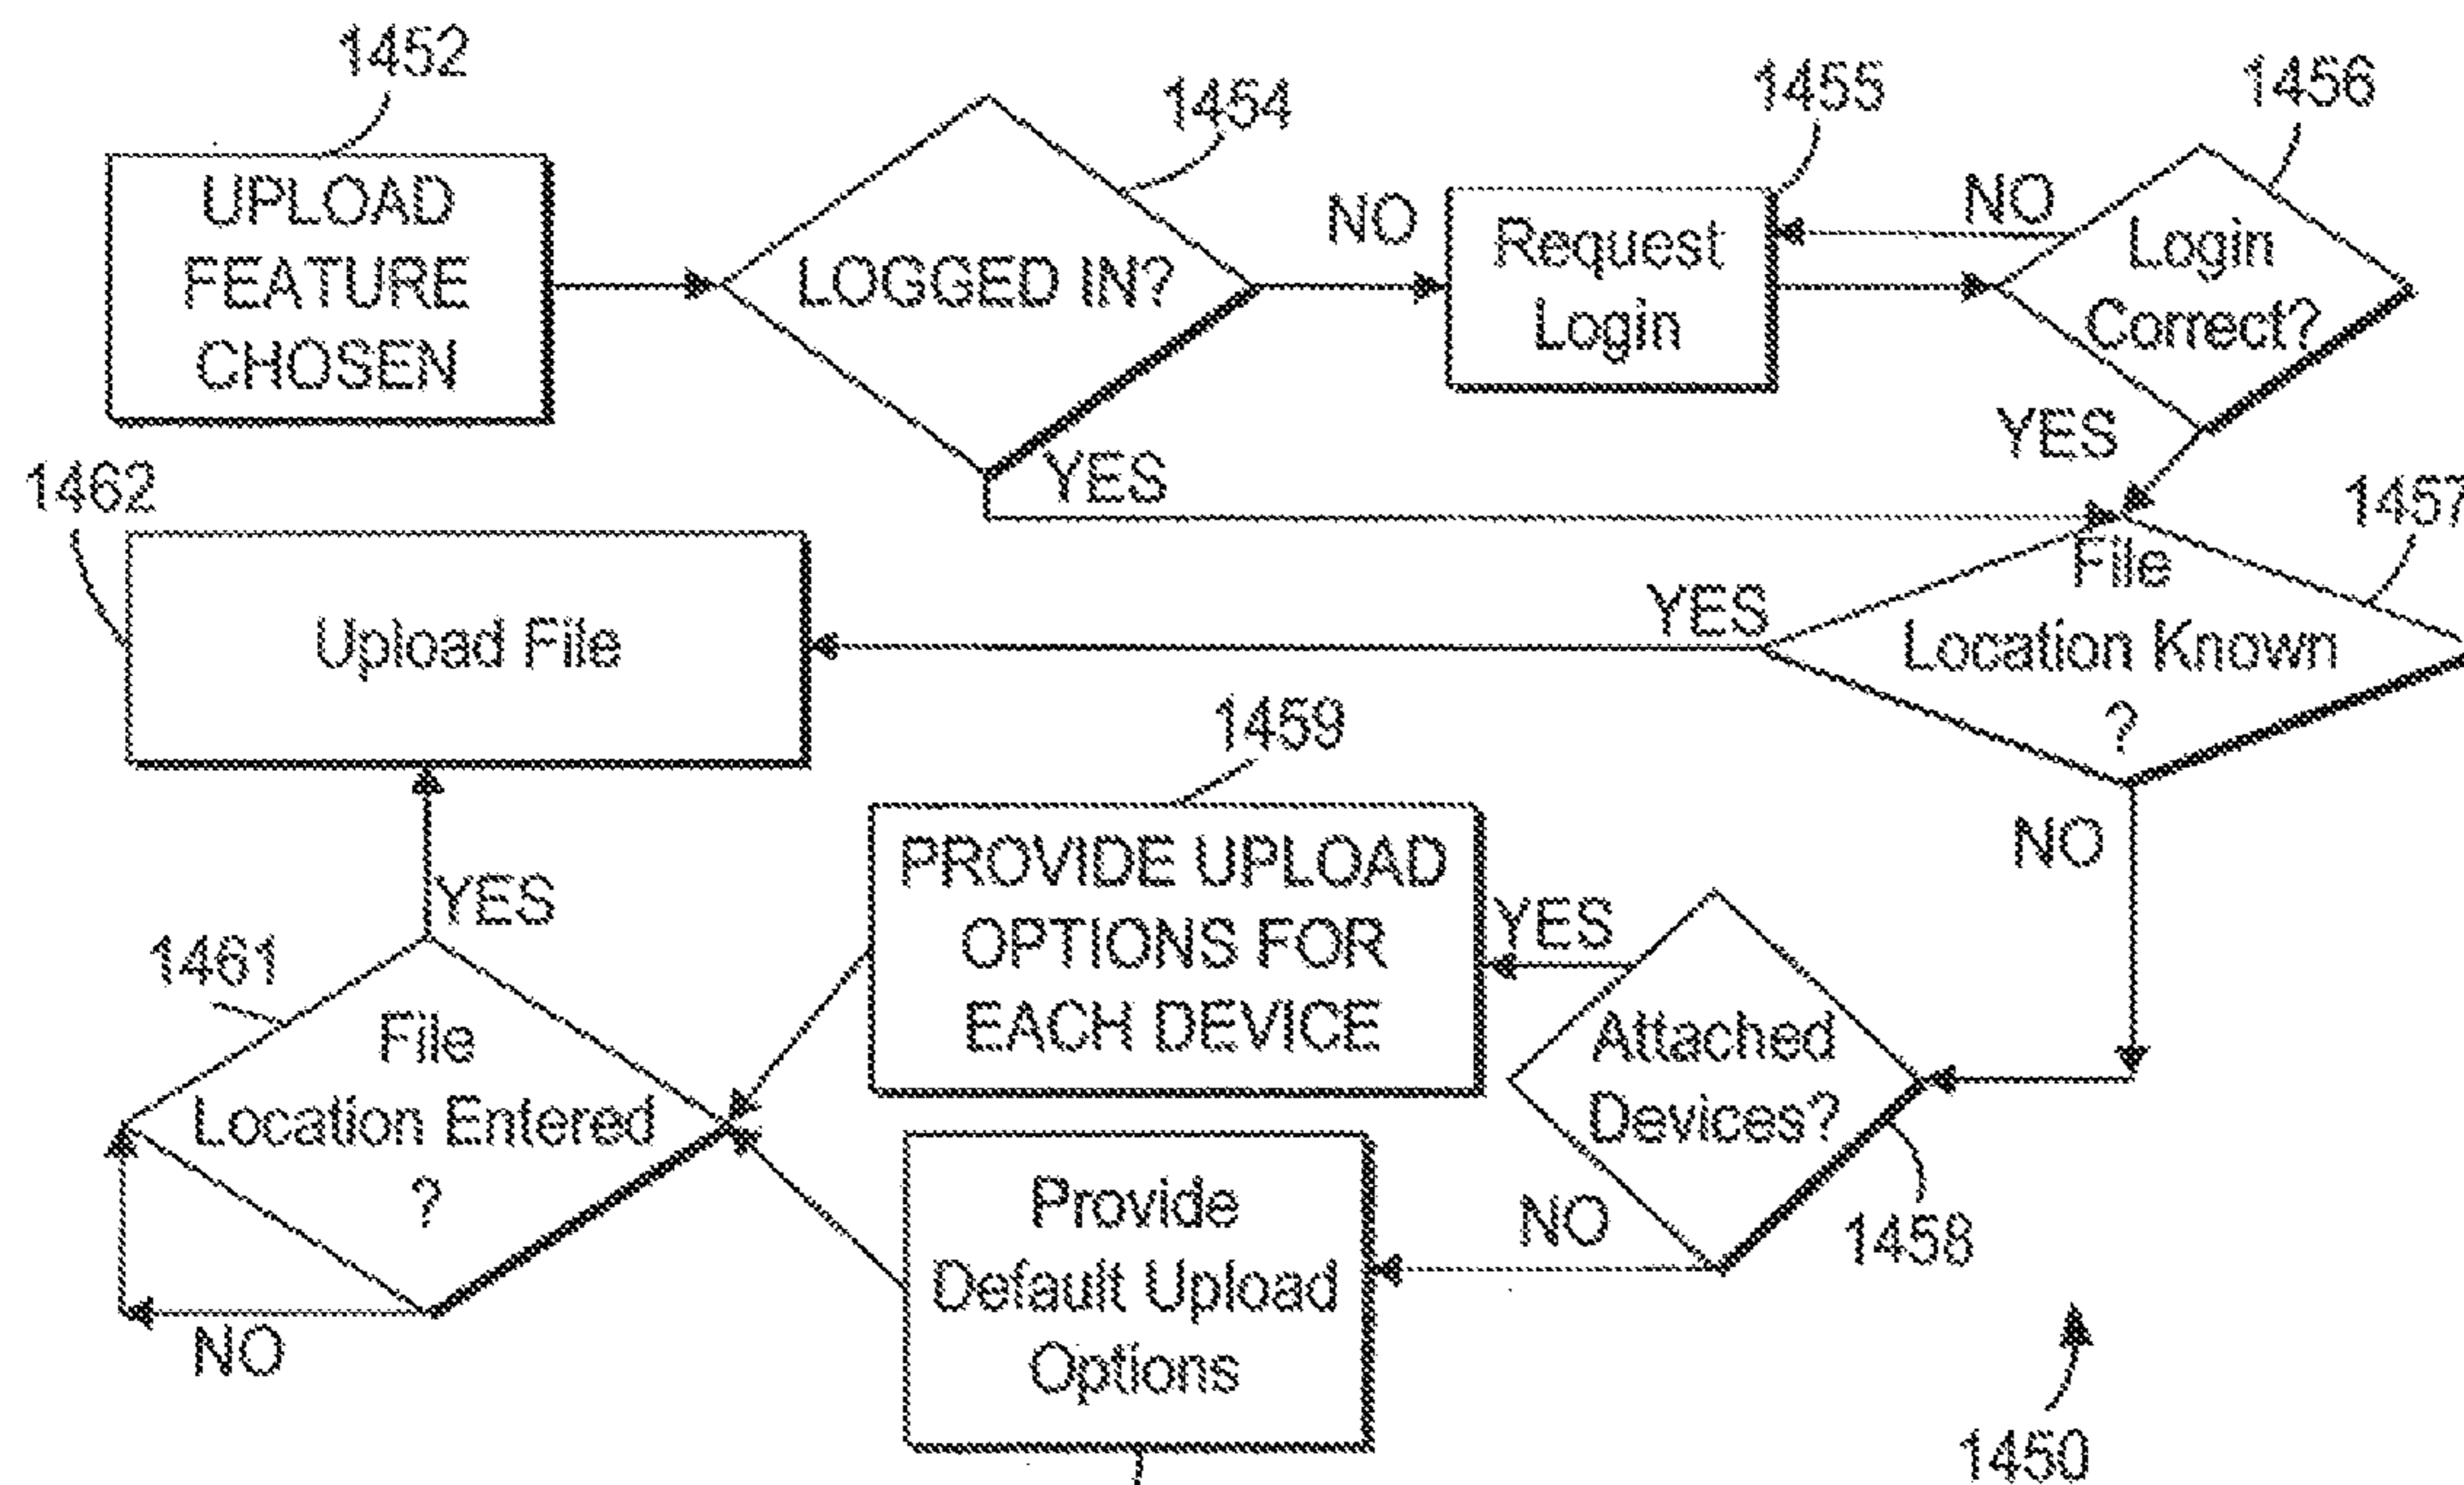 1452
1454
1455
1456
UPLOAD
FEATURE
CHOSEN
LOGGED IN?
NO
Request
Login
NO
Login
Correct?
YES
YES
1462
1457
Upload File
YES
File
Location Known
?
1459
NO
PROVIDE UPLOAD
OPTIONS FOR
EACH DEVICE
YES
Attached
Devices?
1458
NO
YES
1461
File
Location Entered
?
NO
Provide
Default Upload
Options
1450